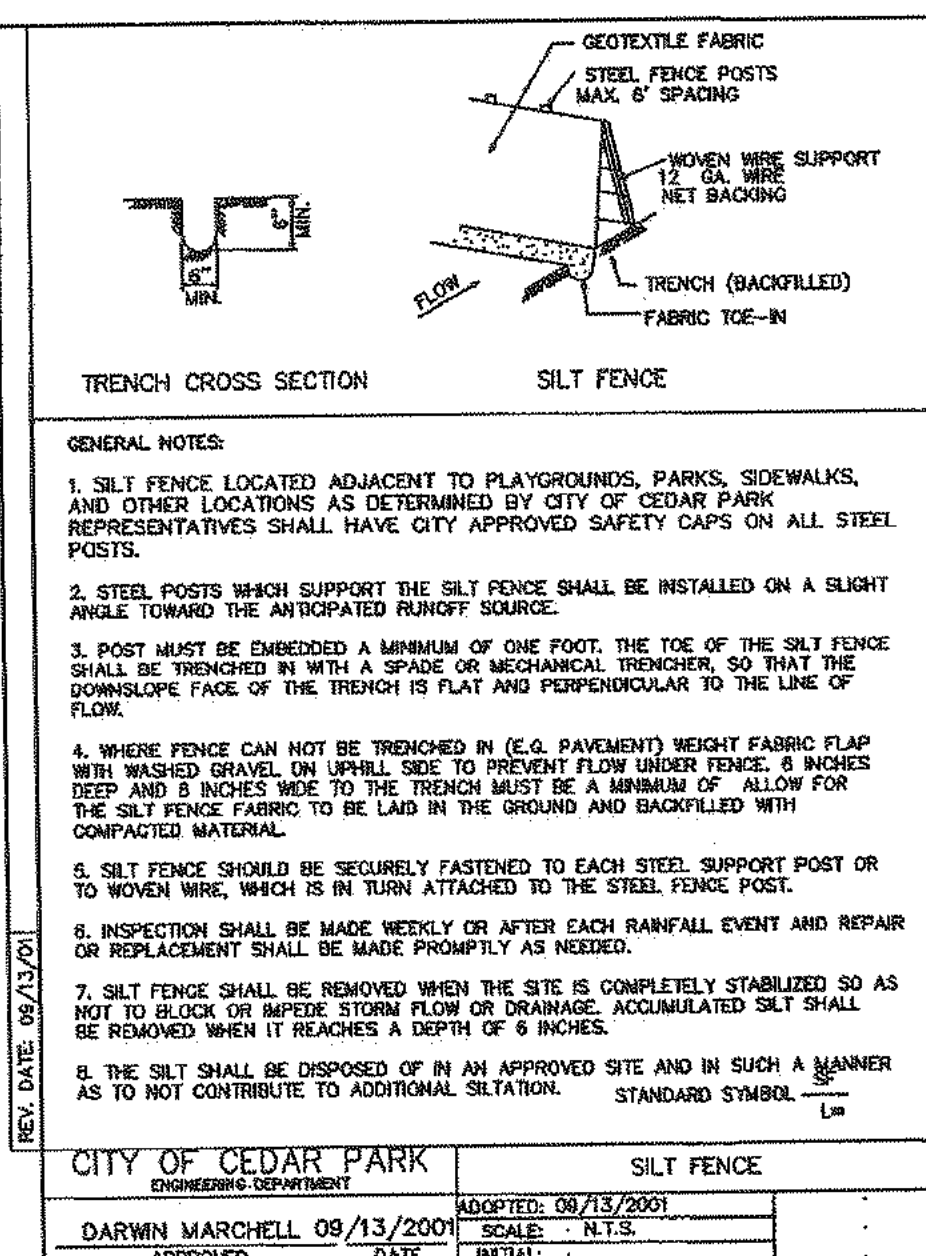 GEOTEXTILE FABRIC
STEEL FENCE POSTS
MAX. 6' SPACING
WOVEN WIRE SUPPORT
12 GA. WIRE
NET BACKING
6"
MIN.
6"
MIN.
FLOW
TRENCH (BACKFILLED)
FABRIC TOE-IN
TRENCH CROSS SECTION
SILT FENCE
GENERAL NOTES:
1. SILT FENCE LOCATED ADJACENT TO PLAYGROUNDS, PARKS, SIDEWALKS,
AND OTHER LOCATIONS AS DETERMINED BY CITY OF CEDAR PARK
REPRESENTATIVES SHALL HAVE CITY APPROVED SAFETY CAPS ON ALL STEEL
POSTS.
2. STEEL POSTS WHICH SUPPORT THE SILT FENCE SHALL BE INSTALLED ON A SLIGHT
ANGLE TOWARD THE ANTICIPATED RUNOFF SOURCE.
3. POST MUST BE EMBEDDED A MINIMUM OF ONE FOOT. THE TOE OF THE SILT FENCE
SHALL BE TRENCHED IN WITH A SPADE OR MECHANICAL TRENCHER, SO THAT THE
DOWNSLOPE FACE OF THE TRENCH IS FLAT AND PERPENDICULAR TO THE LINE OF
FLOW.
4. WHERE FENCE CAN NOT BE TRENCHED IN (E.G. PAVEMENT) WEIGHT FABRIC FLAP
WITH WASHED GRAVEL ON UPHILL SIDE TO PREVENT FLOW UNDER FENCE. 6 INCHES
DEEP AND 6 INCHES WIDE TO THE TRENCH MUST BE A MINIMUM OF ALLOW FOR
THE SILT FENCE FABRIC TO BE LAID IN THE GROUND AND BACKFILLED WITH
COMPACTED MATERIAL.
5. SILT FENCE SHOULD BE SECURELY FASTENED TO EACH STEEL SUPPORT POST OR
TO WOVEN WIRE, WHICH IS IN TURN ATTACHED TO THE STEEL FENCE POST.
6. INSPECTION SHALL BE MADE WEEKLY OR AFTER EACH RAINFALL EVENT AND REPAIR
OR REPLACEMENT SHALL BE MADE PROMPTLY AS NEEDED.
7. SILT FENCE SHALL BE REMOVED WHEN THE SITE IS COMPLETELY STABILIZED SO AS
NOT TO BLOCK OR IMPEDE STORM FLOW OR DRAINAGE. ACCUMULATED SILT SHALL
BE REMOVED WHEN IT REACHES A DEPTH OF 6 INCHES.
8. THE SILT SHALL BE DISPOSED OF IN AN APPROVED SITE AND IN SUCH A MANNER
AS TO NOT CONTRIBUTE TO ADDITIONAL SILTATION.
STANDARD SYMBOL
SF
L=
REV. DATE: 09/13/01
CITY OF CEDAR PARK
ENGINEERING DEPARTMENT
SILT FENCE
DARWIN MARCHELL 09/13/2001
APPROVED DATE
ADOPTED: 09/13/2001
SCALE: N.T.S.
INITIAL: